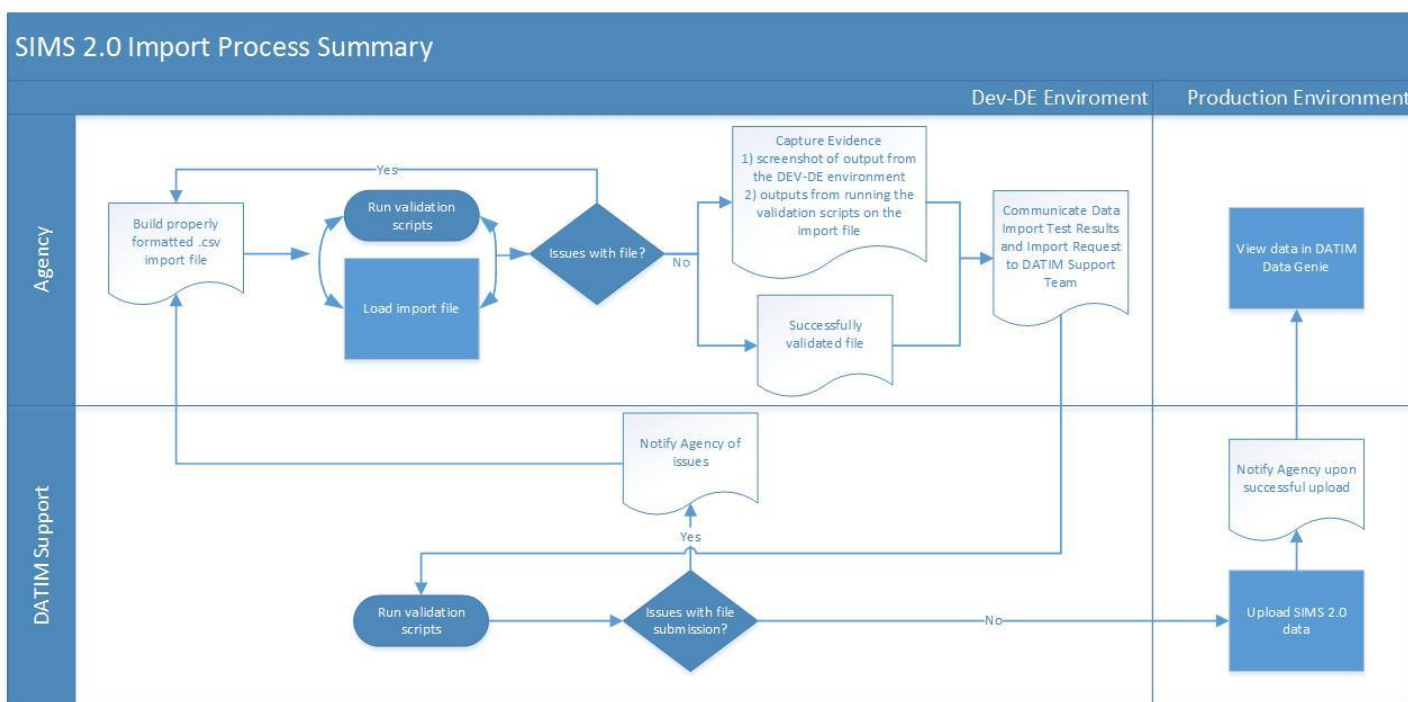 SIMS 2.0 Import Process Summary
Dev-DE Enviroment
Production Environment
Agency
Yes
Build properly
formatted .csv
import file
Run validation
scripts
Load import file
Issues with file?
No
Capture Evidence
1) screenshot of output from
the DEV-DE environment
2) outputs from running the
validation scripts on the
import file
Successfully
validated file
Communicate Data
Import Test Results
and Import Request
to DATIM Support
Team
View data in DATIM
Data Genie
DATIM Support
Notify Agency of
issues
Yes
Run validation
scripts
Issues with file
submission?
No
Notify Agency upon
successful upload
Upload SIMS 2.0
data